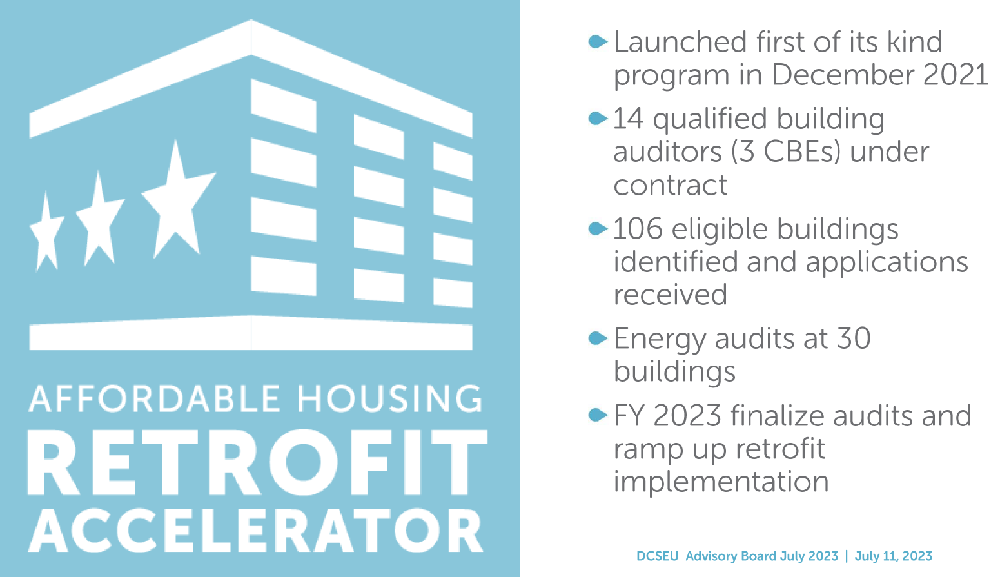 AFFORDABLE HOUSING
RETROFIT
ACCELERATOR
Launched first of its kind
program in December 2021
14 qualified building
auditors (3 CBEs) under
contract
106 eligible buildings
identified and applications
received
Energy audits at 30
buildings
FY 2023 finalize audits and
ramp up retrofit
implementation
DCSEU Advisory Board July 2023 | July 11, 2023